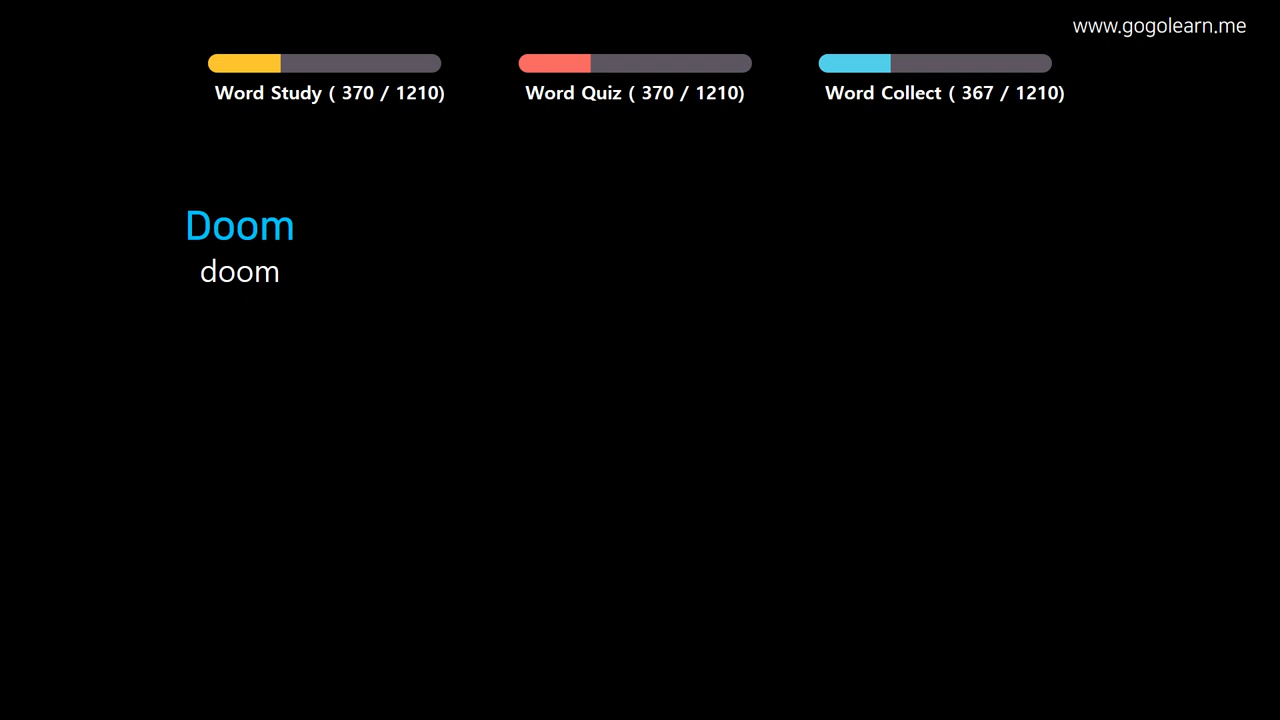 www.gogolearn.me
Word Study ( 370 / 1210)
Word Quiz ( 370 / 1210)
Word Collect ( 367 / 1210)
Doom
doom